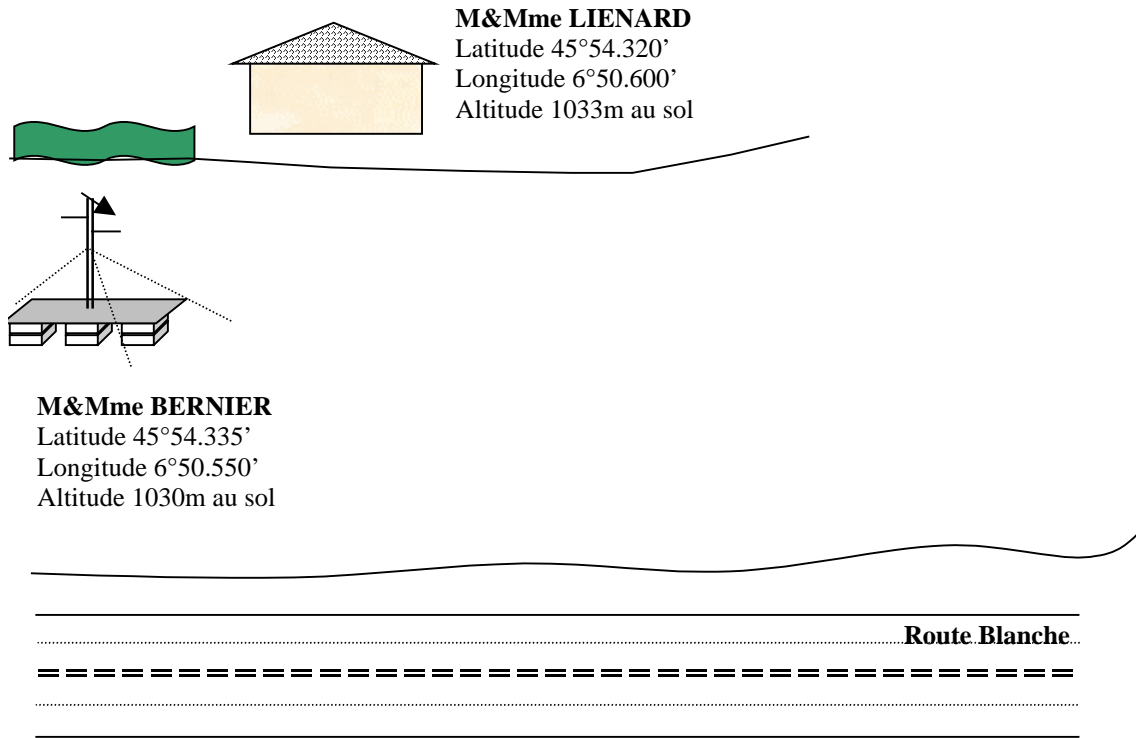 M&Mme LIENARD
Latitude 45°54.320’
Longitude 6°50.600’
Altitude 1033m au sol
M&Mme BERNIER
Latitude 45°54.335’
Longitude 6°50.550’
Altitude 1030m au sol
Route Blanche